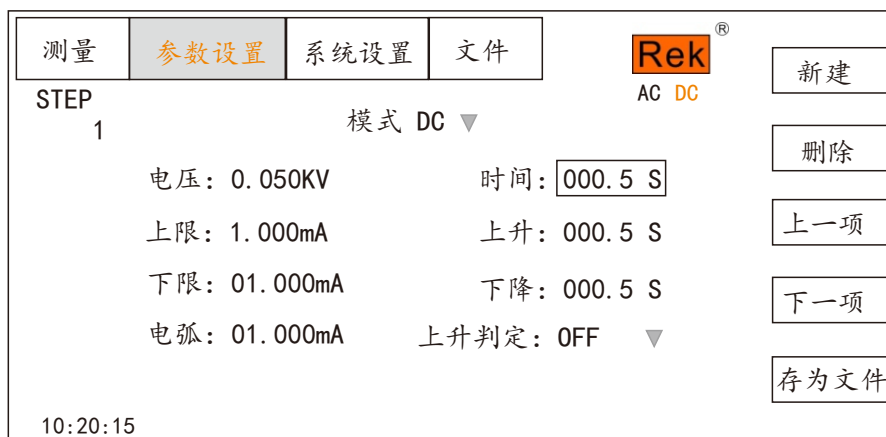 测量 参数设置 系统设置 文件 Rek®
AC DC
新建
STEP
1
模式 DC ▼
删除
电压: 0.050KV 时间: 000.5 S
上限: 1.000mA 上升: 000.5 S
上一项
下限: 01.000mA 下降: 000.5 S
下一项
电弧: 01.000mA 上升判定: OFF ▼
存为文件
10:20:15